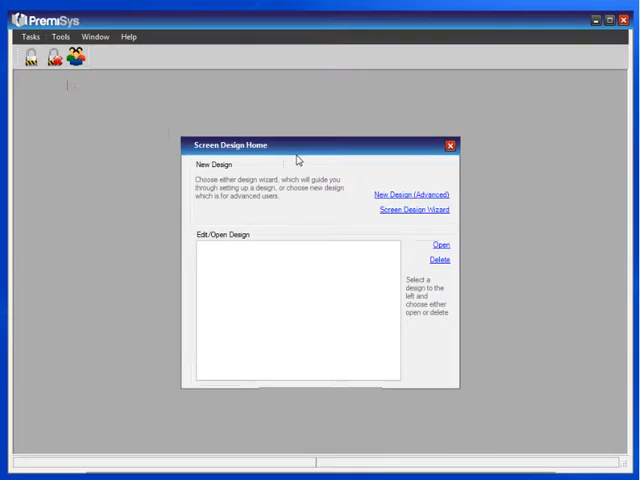 PremiSys
Tasks Tools Window Help
Screen Design Home
New Design
Choose either design wizard, which will guide you
through setting up a design, or choose new design
which is for advanced users.
New Design (Advanced)
Screen Design Wizard
Edit/Open Design
Open
Delete
Select a
design to the
left and
choose either
open or delete